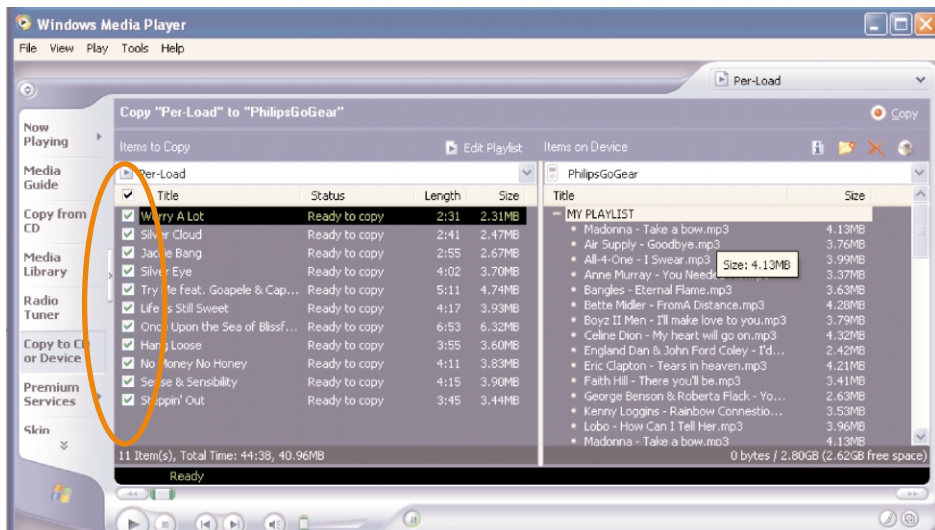 Windows Media Player
File View Play Tools Help
Per-Load
Copy "Per-Load" to "PhilipsGoGear"
Copy
Now Playing
Media Guide
Copy from CD
Media Library
Radio Tuner
Copy to CD or Device
Premium Services
Skin
Items to Copy
Edit Playlist
Per-Load
Title Status Length Size
Worry A Lot Ready to copy 2:31 2.31MB
Silver Cloud Ready to copy 2:41 2.47MB
Jackie Bang Ready to copy 2:55 2.67MB
Silver Eye Ready to copy 4:02 3.70MB
Try Me feat. Goapele & Cap... Ready to copy 5:11 4.74MB
Life Is Still Sweet Ready to copy 4:17 3.93MB
Once Upon the Sea of Blissf... Ready to copy 6:53 6.32MB
Hang Loose Ready to copy 3:55 3.60MB
No Money No Honey Ready to copy 4:11 3.83MB
Sense & Sensibility Ready to copy 4:15 3.90MB
Steppin' Out Ready to copy 3:45 3.44MB
11 Item(s), Total Time: 44:38, 40.96MB
Items on Device
PhilipsGoGear
Title Size
MY PLAYLIST
Madonna - Take a bow.mp3 4.13MB
Air Supply - Goodbye.mp3 3.76MB
All-4-One - I Swear.mp3 3.99MB
Size: 4.13MB
Anne Murray - You .mp3 3.37MB
Bangles - Eternal Flame.mp3 3.63MB
Bette Midler - FromA Distance.mp3 4.28MB
Boyz II Men - I'll make love to you.mp3 3.79MB
Celine Dion - My heart will go on.mp3 4.32MB
England Dan & John Ford Coley - I'd... 2.42MB
Eric Clapton - Tears in heaven.mp3 4.21MB
Faith Hill - There you'll be.mp3 3.41MB
George Benson & Roberta Flack - Yo... 2.63MB
Kenny Loggins - Rainbow Connectio... 3.53MB
Lobo - How Can I Tell Her.mp3 3.96MB
Madonna - Take a bow.mp3 4.13MB
0 bytes / 2.80GB (2.62GB free space)
Ready